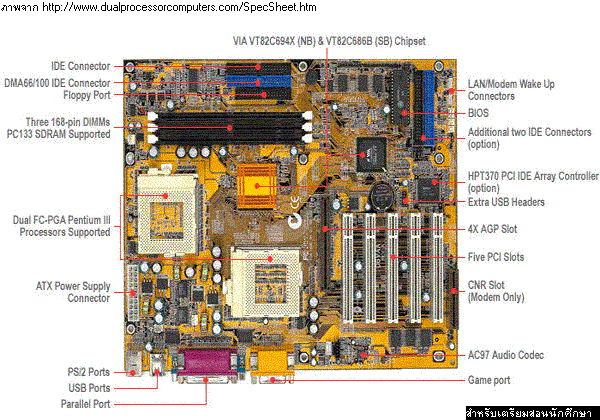 ภาพจาก http://www.dualprocessorcomputers.com/SpecSheet.htm
VIA VT82C694X (NB) & VT82C686B (SB) Chipset
IDE Connector
DMA66/100 IDE Connector
Floppy Port
Three 168-pin DIMMs
PC133 SDRAM Supported
Dual FC-PGA Pentium III
Processors Supported
ATX Power Supply
Connector
PS/2 Ports
USB Ports
Parallel Port
LAN/Modem Wake Up
Connectors
BIOS
Additional two IDE Connectors
(option)
HPT370 PCI IDE Array Controller
(option)
Extra USB Headers
4X AGP Slot
Five PCI Slots
CNR Slot
(Modem Only)
AC97 Audio Codec
Game port
CE
สำหรับเตรียมสอนนักศึกษา